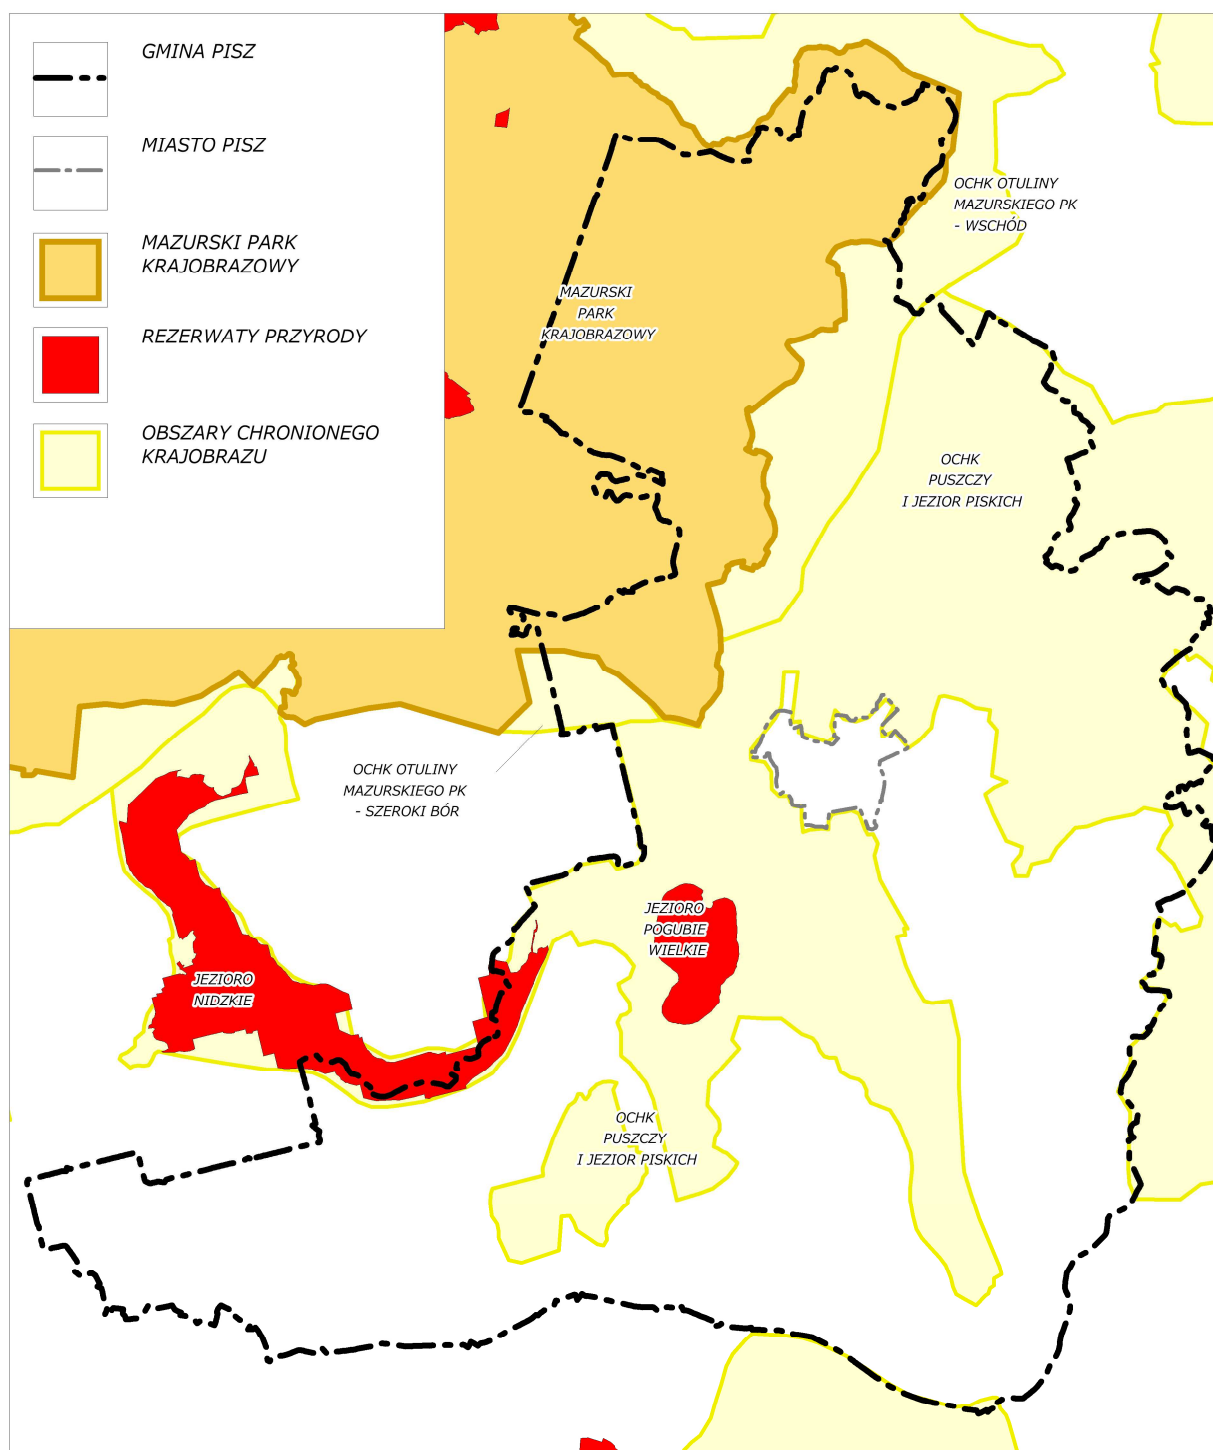 GMINA PISZ
MIASTO PISZ
MAZURSKI PARK
KRAJOBRAZOWY
REZERWATY PRZYRODY
OBSZARY CHRONIONEGO
KRAJOBRAZU
OCHK OTULINY
MAZURSKIEGO PK
- WSCHÓD
MAZURSKI
PARK
KRAJOBRAZOWY
OCHK
PUSZCZY
I JEZIOR PISKICH
OCHK OTULINY
MAZURSKIEGO PK
- SZEROKI BÓR
JEZIORO
POGUBIE
WIELKIE
JEZIORO
NIDZKIE
OCHK
PUSZCZY
I JEZIOR PISKICH